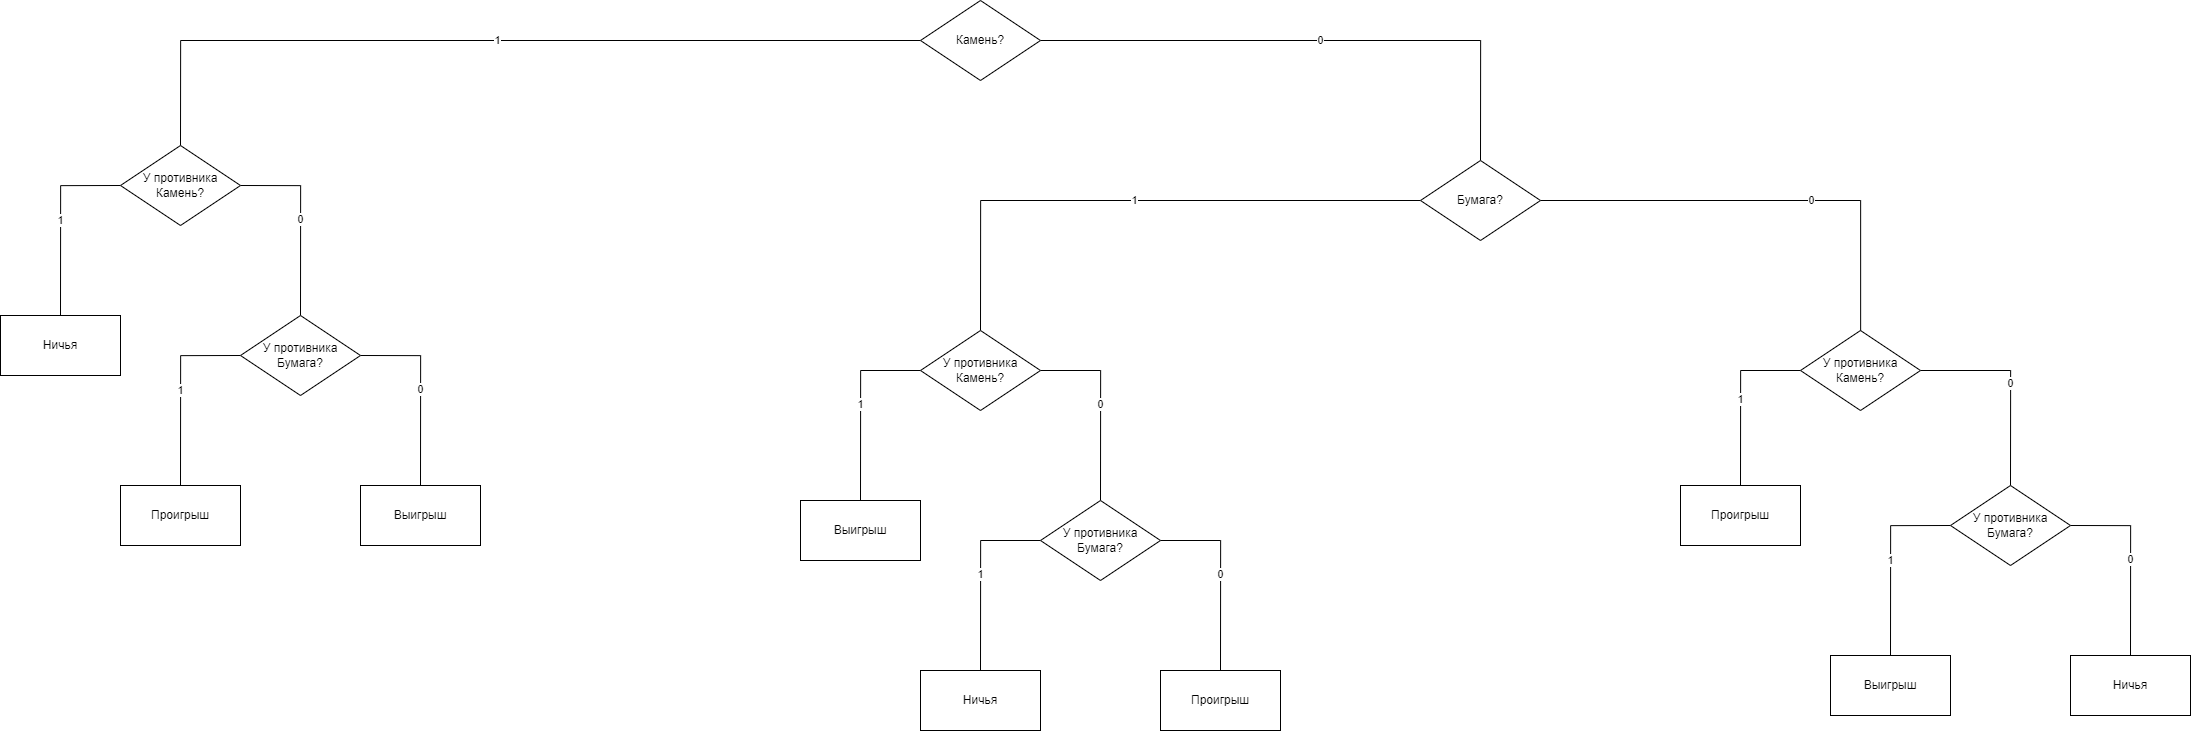 Камень?
1
0
У противника
Камень?
Бумага?
1
0
1
0
Ничья
У противника
Бумага?
У противника
Камень?
У противника
Камень?
1
0
1
0
1
0
Проигрыш
Выигрыш
Выигрыш
У противника
Бумага?
Проигрыш
У противника
Бумага?
1
0
1
0
Ничья
Проигрыш
Выигрыш
Ничья